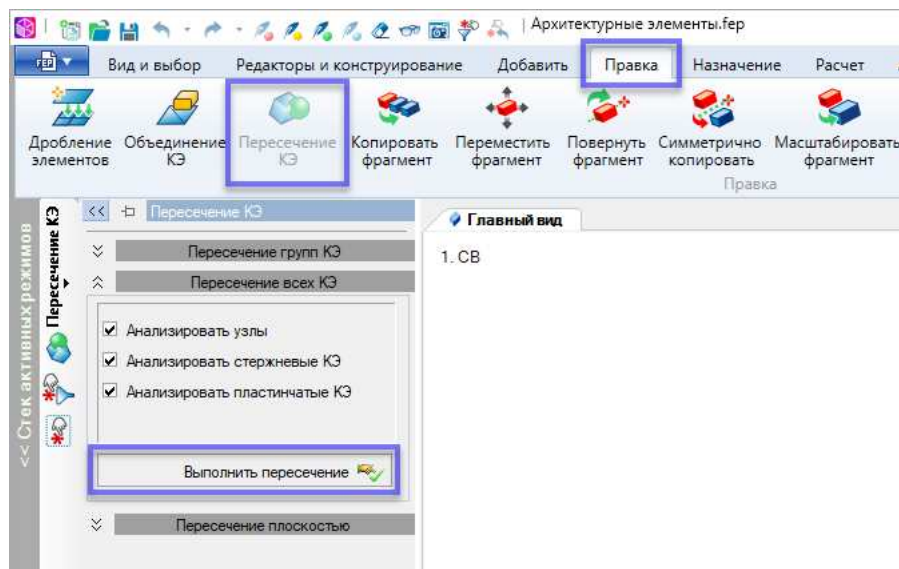 Архитектурные элементы.fep
FEP
Вид и выбор Редакторы и конструирование Добавить Правка Назначение Расчет
Дробление элементов
Объединение КЭ
Пересечение КЭ
Копировать фрагмент
Переместить фрагмент
Повернуть фрагмент
Симметрично копировать
Масштабировать фрагмент
Правка
<< Стек активных режимов
Пересечение КЭ
<< Пересечение КЭ
Пересечение групп КЭ
Пересечение всех КЭ
Анализировать узлы
Анализировать стержневые КЭ
Анализировать пластинчатые КЭ
Выполнить пересечение
Пересечение плоскостью
Главный вид
1. СВ